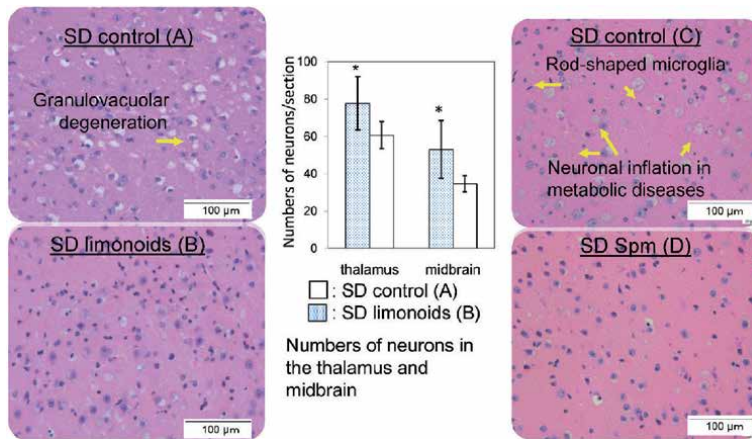 SD control (A)
Granulovacuolar
degeneration
100 µm
SD limonoids (B)
100 µm
Numbers of neurons/section
100
80
60
40
20
0
*
*
thalamus midbrain
: SD control (A)
: SD limonoids (B)
Numbers of neurons in
the thalamus and
midbrain
SD control (C)
Rod-shaped microglia
Neuronal inflation in
metabolic diseases
100 µm
SD Spm (D)
100 µm